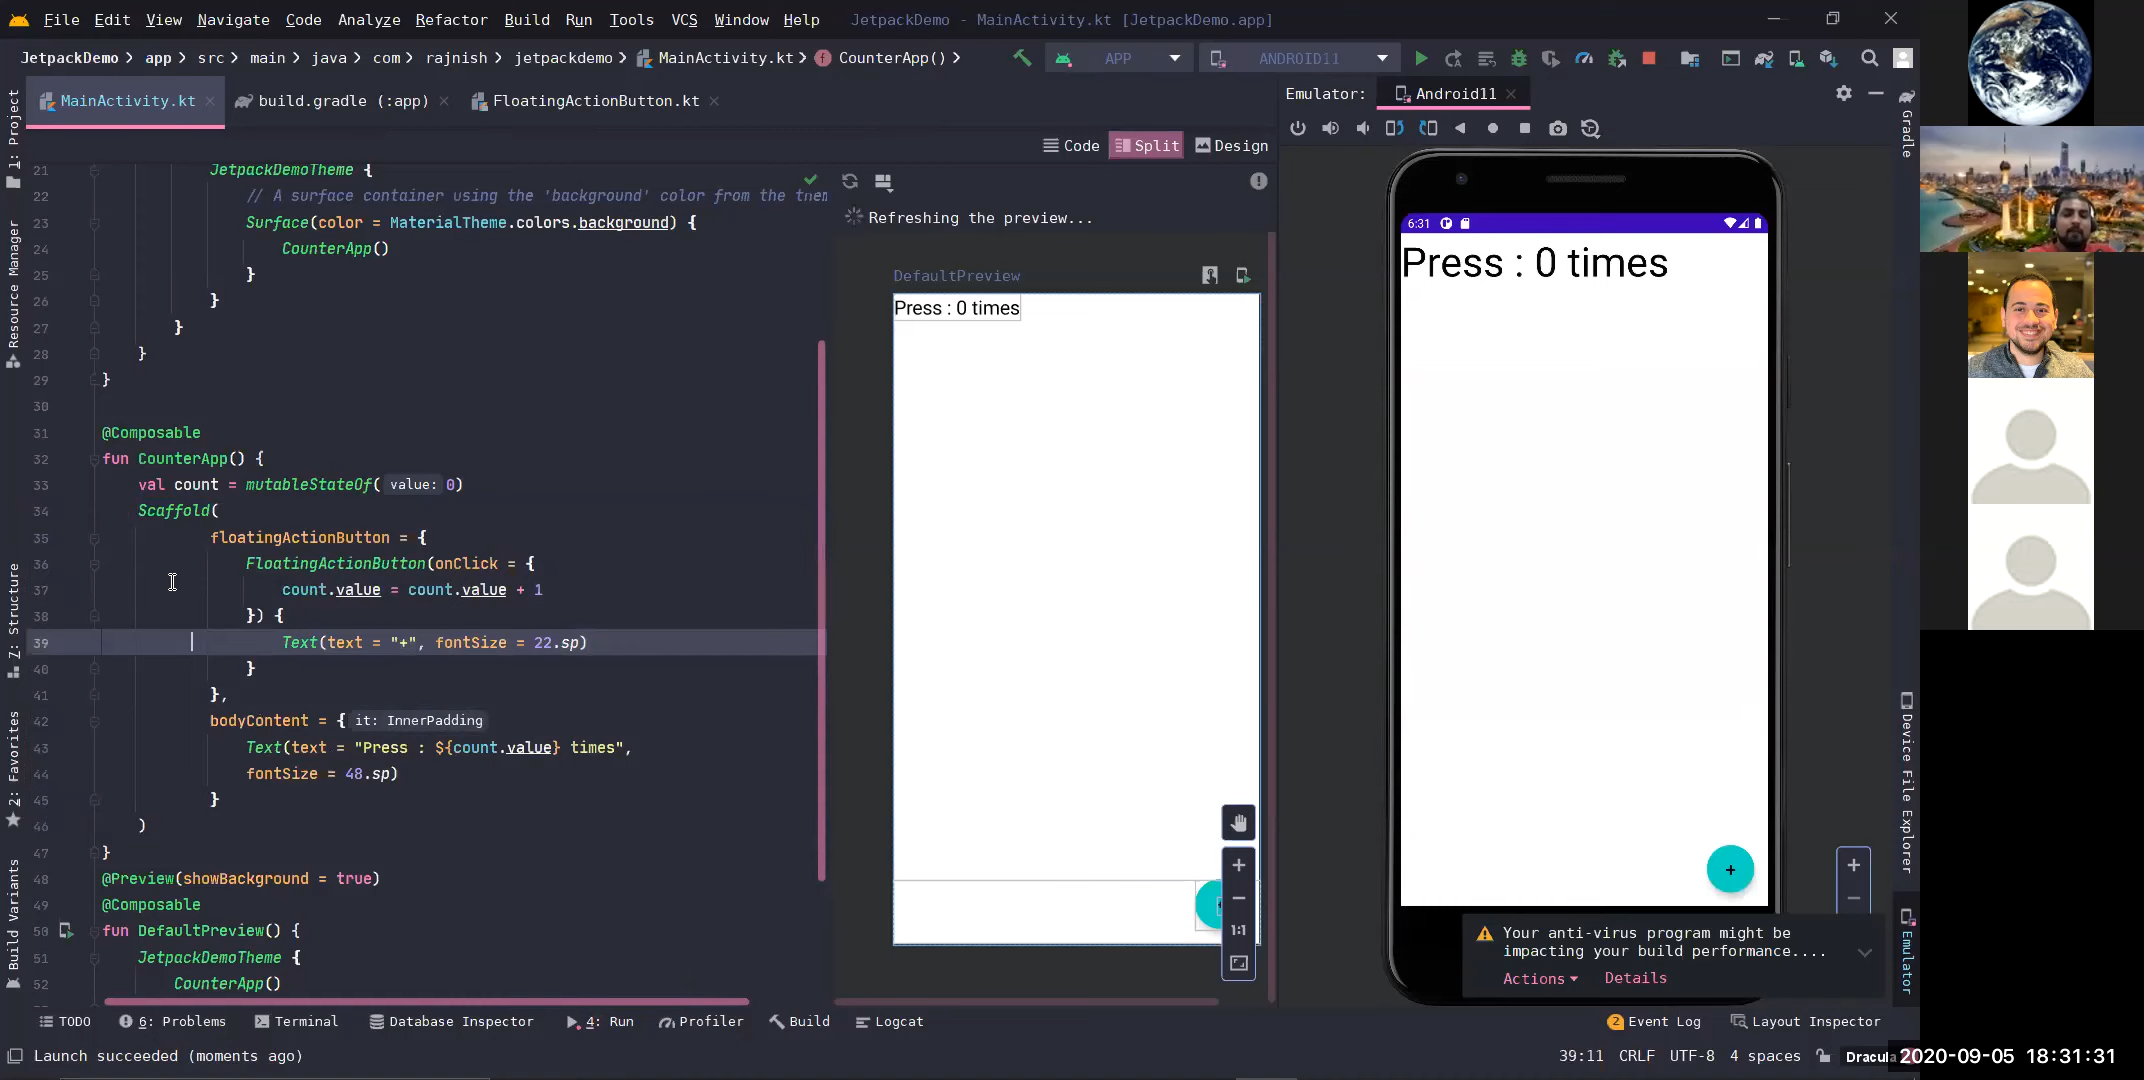 File Edit View Navigate Code Analyze Refactor Build Run Tools VCS Window Help JetpackDemo - MainActivity.kt [JetpackDemo.app]
JetpackDemo app src main java com rajnish jetpackdemo MainActivity.kt CounterApp() APP ANDROID11
MainActivity.kt build.gradle (:app) FloatingActionButton.kt
Emulator: Android11
Code Split Design
1: Project
Resource Manager
7: Structure
2: Favorites
Build Variants
21 JetpackDemoTheme {
22 // A surface container using the 'background' color from the them
23 Surface(color = MaterialTheme.colors.background) {
24 CounterApp()
25 }
26 }
27 }
28 }
29 }
30
31 @Composable
32 fun CounterApp() {
33 val count = mutableStateOf( value: 0)
34 Scaffold(
35 floatingActionButton = {
36 FloatingActionButton(onClick = {
37 count.value = count.value + 1
38 }) {
39 Text(text = "+", fontSize = 22.sp)
40 }
41 },
42 bodyContent = { it: InnerPadding
43 Text(text = "Press : ${count.value} times",
44 fontSize = 48.sp)
45 }
46 )
47 }
48 @Preview(showBackground = true)
49 @Composable
50 fun DefaultPreview() {
51 JetpackDemoTheme {
52 CounterApp()
Refreshing the preview...
DefaultPreview
Press : 0 times
+
−
1:1
6:31
Press : 0 times
+
+
−
Your anti-virus program might be
impacting your build performance....
Actions Details
Gradle
Device File Explorer
Emulator
TODO 6: Problems Terminal Database Inspector 4: Run Profiler Build Logcat 2 Event Log Layout Inspector
Launch succeeded (moments ago) 39:11 CRLF UTF-8 4 spaces Dracula 2020-09-05 18:31:31